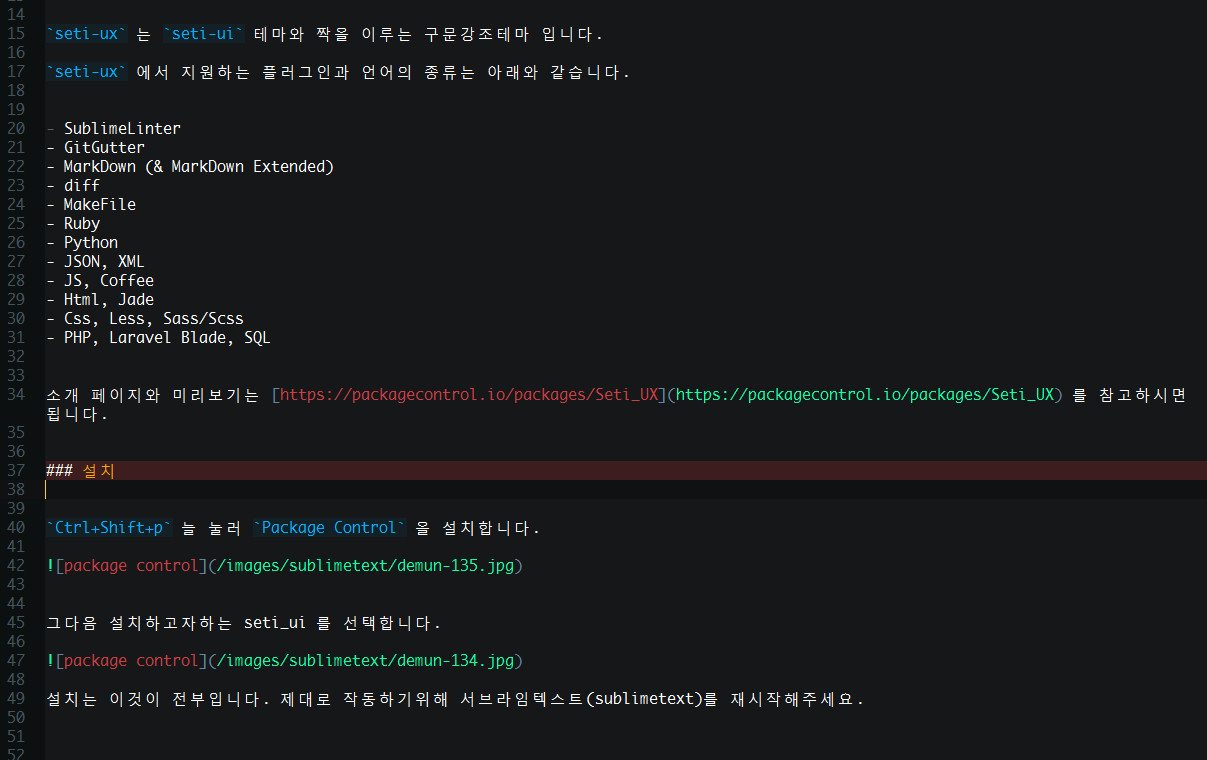 14
15 `seti-ux` 는 `seti-ui` 테마와 짝을 이루는 구문강조테마 입니다.
16
17 `seti-ux` 에서 지원하는 플러그인과 언어의 종류는 아래와 같습니다.
18
19
20 - SublimeLinter
21 - GitGutter
22 - MarkDown (& MarkDown Extended)
23 - diff
24 - MakeFile
25 - Ruby
26 - Python
27 - JSON, XML
28 - JS, Coffee
29 - Html, Jade
30 - Css, Less, Sass/Scss
31 - PHP, Laravel Blade, SQL
32
33
34 소개 페이지와 미리보기는 [https://packagecontrol.io/packages/Seti_UX](https://packagecontrol.io/packages/Seti_UX) 를 참고하시면
됩니다.
35
36
37 ### 설치
38
39
40 `Ctrl+Shift+p` 늘 눌러 `Package Control` 을 설치합니다.
41
42 ![package control](/images/sublimetext/demun-135.jpg)
43
44
45 그다음 설치하고자하는 seti_ui 를 선택합니다.
46
47 ![package control](/images/sublimetext/demun-134.jpg)
48
49 설치는 이것이 전부입니다. 제대로 작동하기위해 서브라임텍스트(sublimetext)를 재시작해주세요.
50
51
52